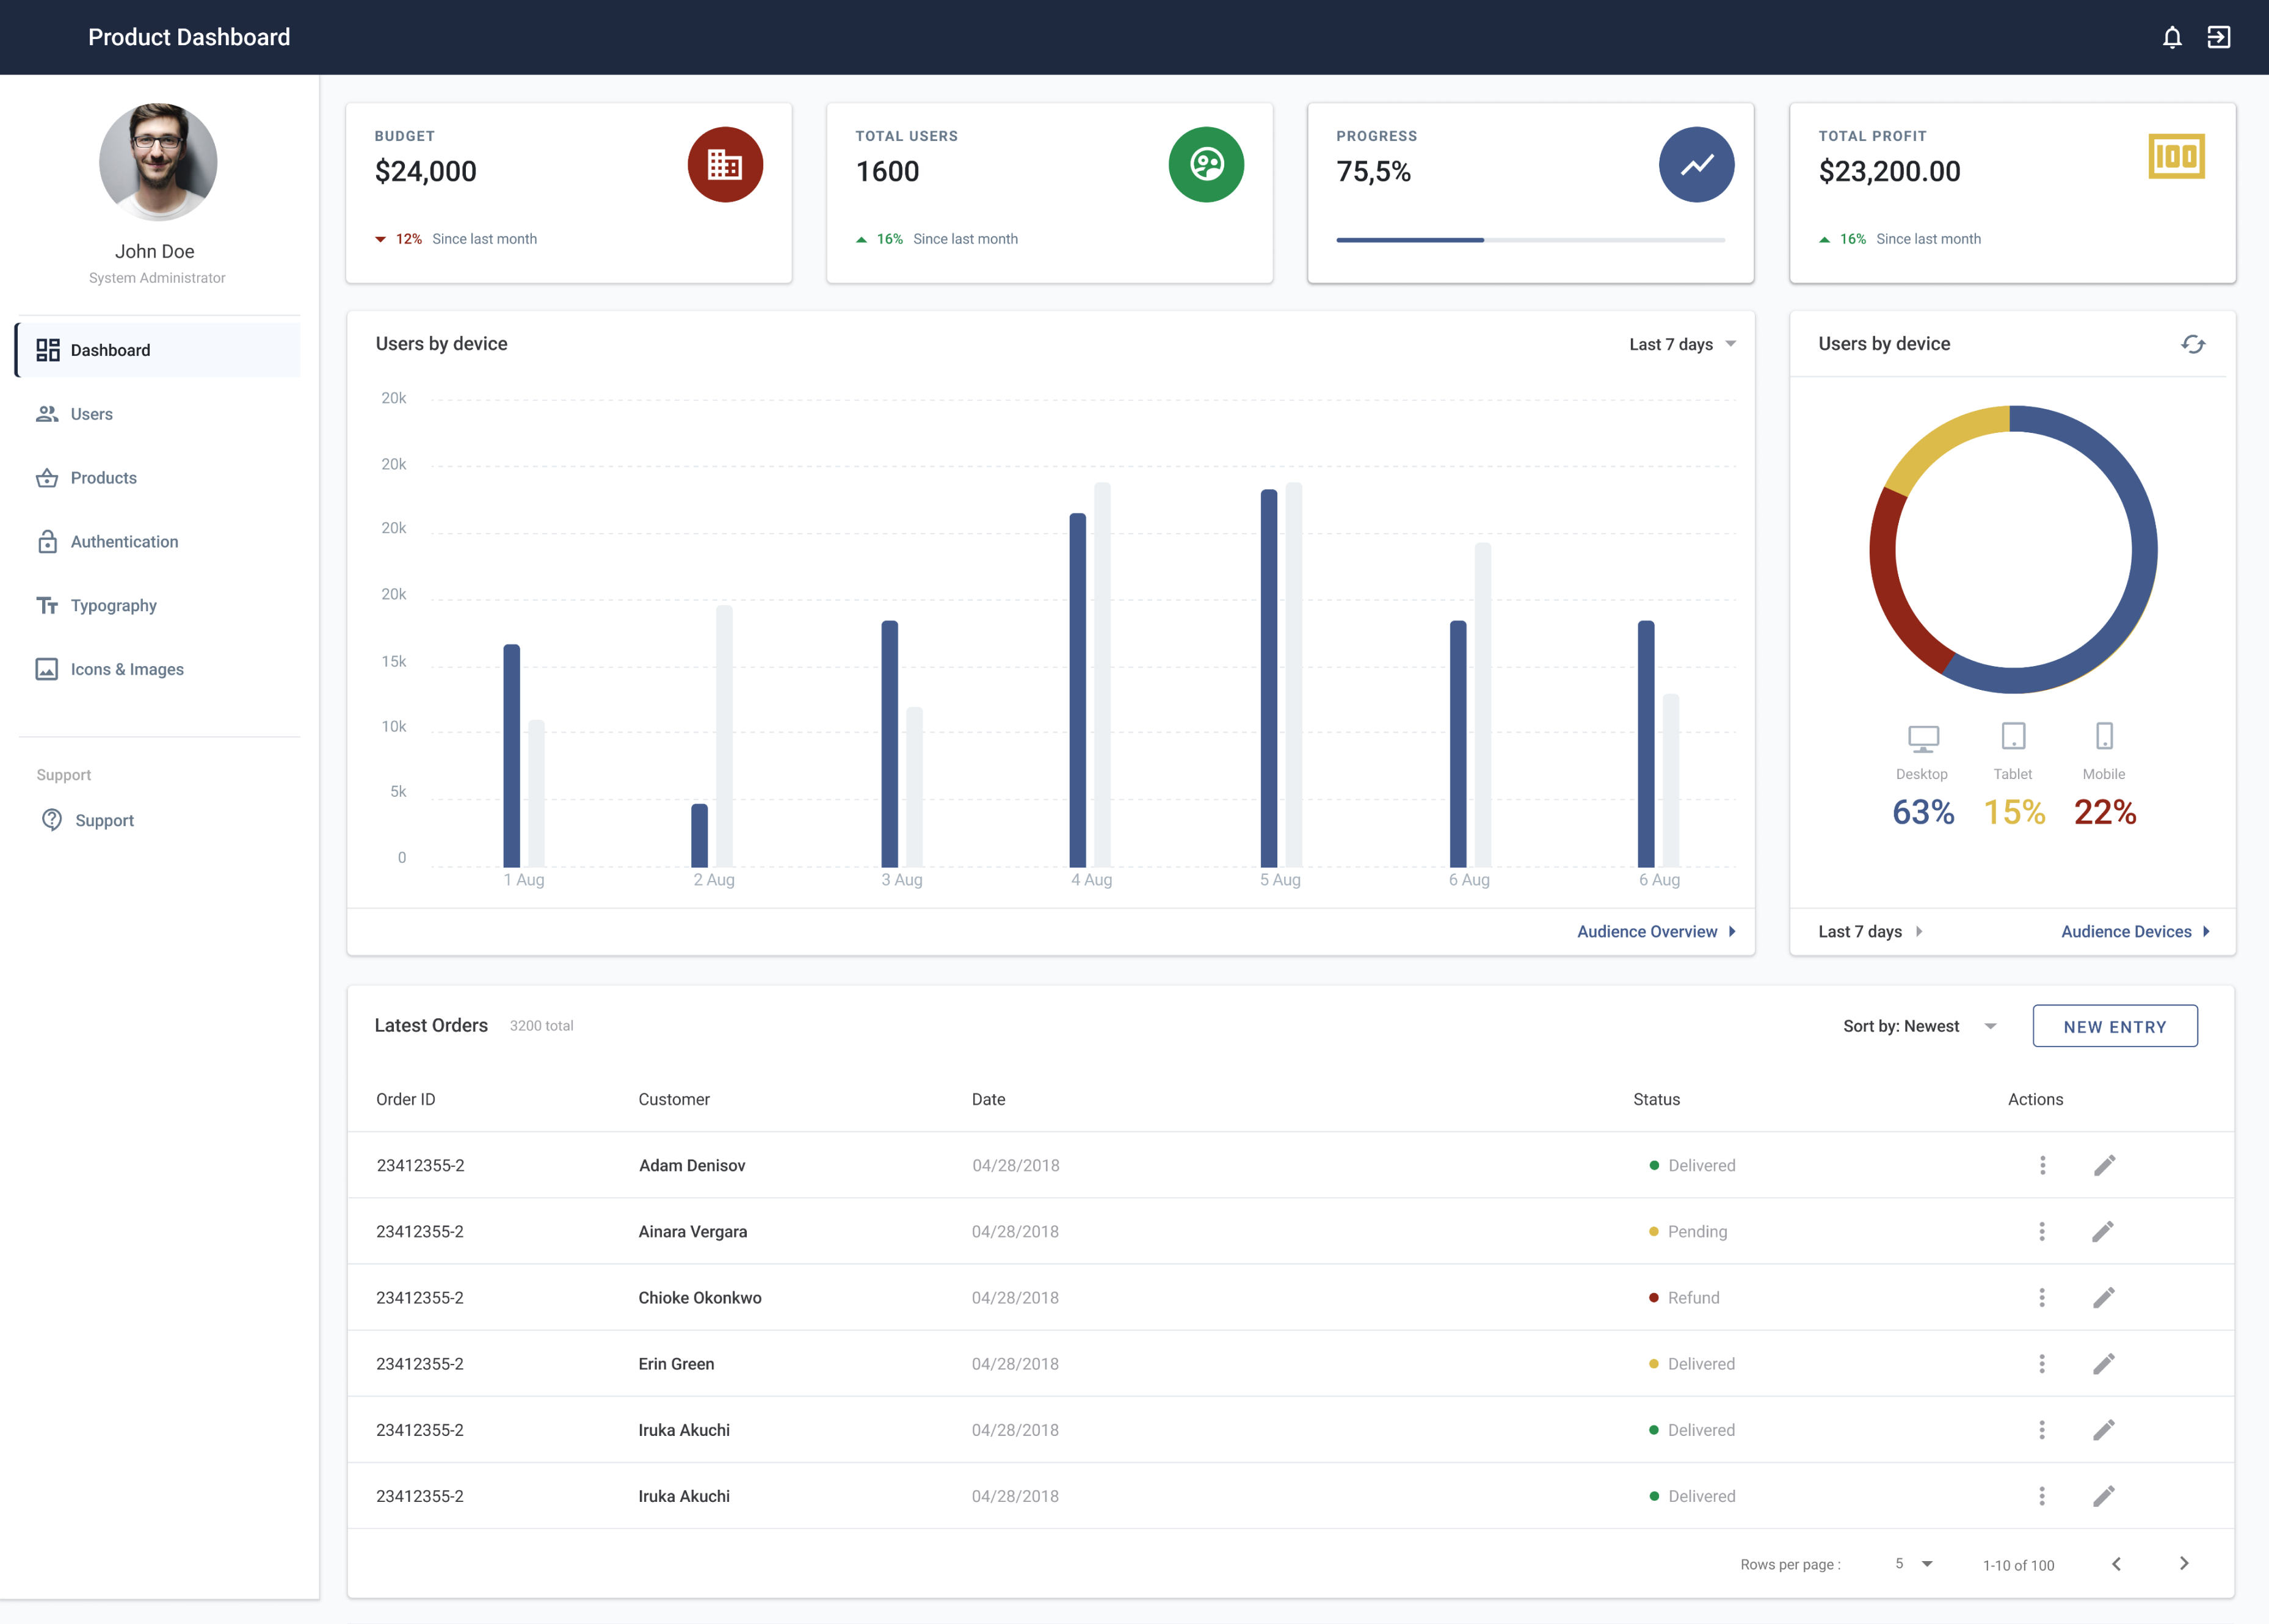 Product Dashboard
John Doe
System Administrator
Dashboard
Users
Products
Authentication
Typography
Icons & Images
Support
Support
BUDGET
$24,000
12% Since last month
TOTAL USERS
1600
16% Since last month
PROGRESS
75,5%
TOTAL PROFIT
$23,200.00
100
16% Since last month
Users by device
Last 7 days
20k
20k
20k
20k
15k
10k
5k
0
1 Aug 2 Aug 3 Aug 4 Aug 5 Aug 6 Aug 6 Aug
Audience Overview
Users by device
Desktop Tablet Mobile
63% 15% 22%
Last 7 days Audience Devices
Latest Orders 3200 total Sort by: Newest NEW ENTRY
Order ID Customer Date Status Actions
23412355-2 Adam Denisov 04/28/2018 Delivered
23412355-2 Ainara Vergara 04/28/2018 Pending
23412355-2 Chioke Okonkwo 04/28/2018 Refund
23412355-2 Erin Green 04/28/2018 Delivered
23412355-2 Iruka Akuchi 04/28/2018 Delivered
23412355-2 Iruka Akuchi 04/28/2018 Delivered
Rows per page : 5 1-10 of 100